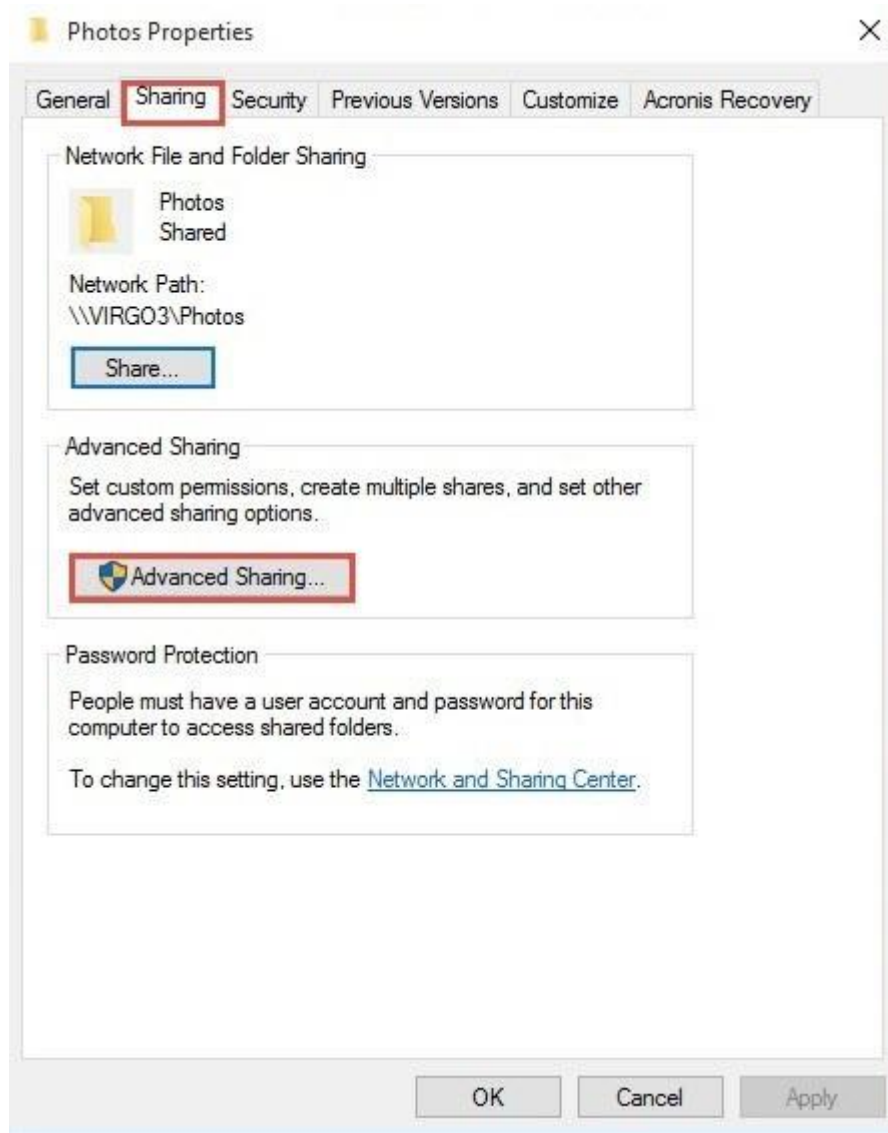 Photos Properties
General Sharing Security Previous Versions Customize Acronis Recovery
Network File and Folder Sharing
Photos
Shared
Network Path:
\\VIRGO3\Photos
Share...
Advanced Sharing
Set custom permissions, create multiple shares, and set other
advanced sharing options.
Advanced Sharing...
Password Protection
People must have a user account and password for this
computer to access shared folders.
To change this setting, use the Network and Sharing Center.
OK Cancel Apply